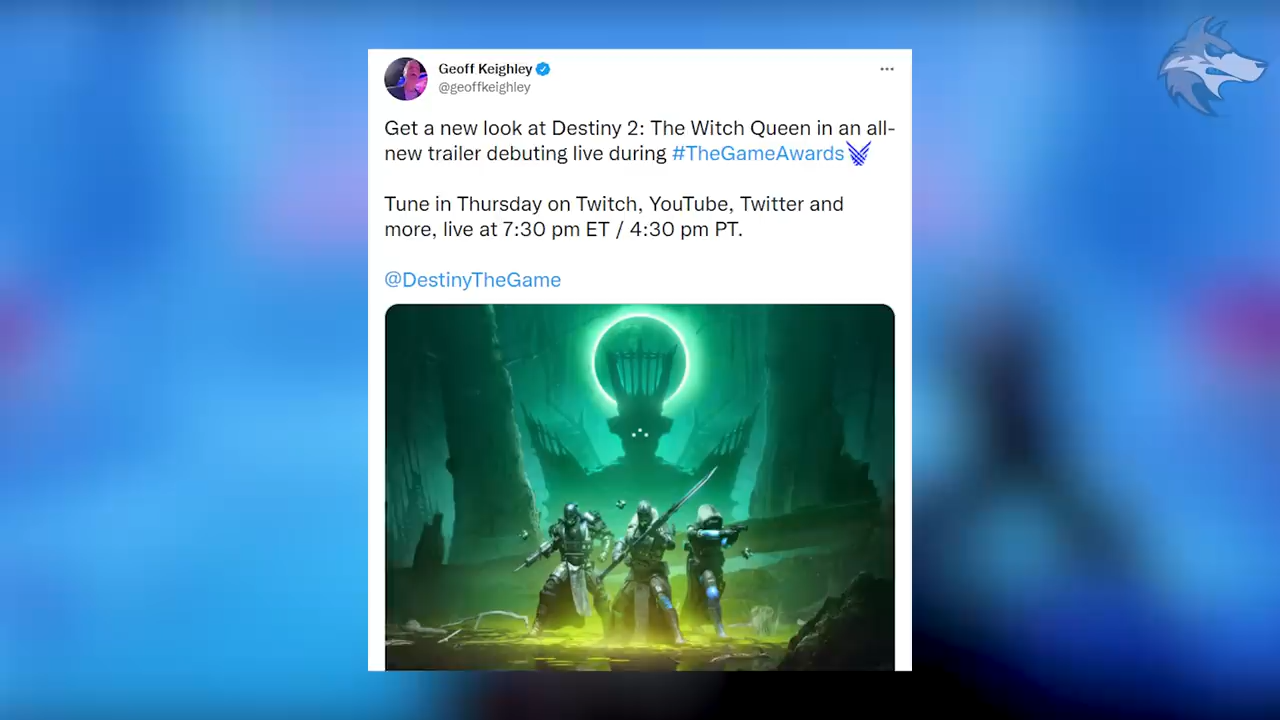 Geoff Keighley
@geoffkeighley
Get a new look at Destiny 2: The Witch Queen in an all-
new trailer debuting live during #TheGameAwards
Tune in Thursday on Twitch, YouTube, Twitter and
more, live at 7:30 pm ET / 4:30 pm PT.
@DestinyTheGame